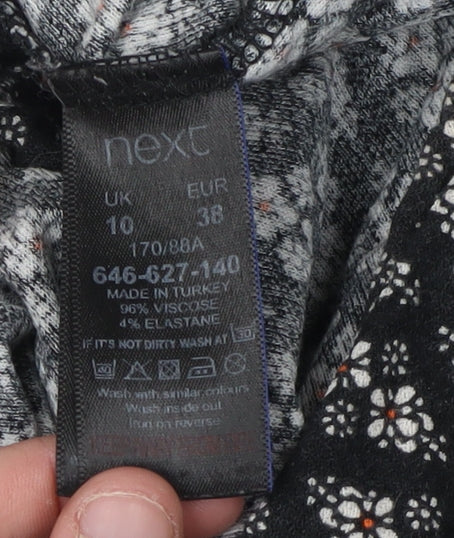 next
UK EUR
10 38
170/88A
646-627-140
MADE IN TURKEY
96% VISCOSE
4% ELASTANE
IF IT'S NOT DIRTY WASH AT 30
40
Wash with similar colours
Wash inside out
Iron on reverse